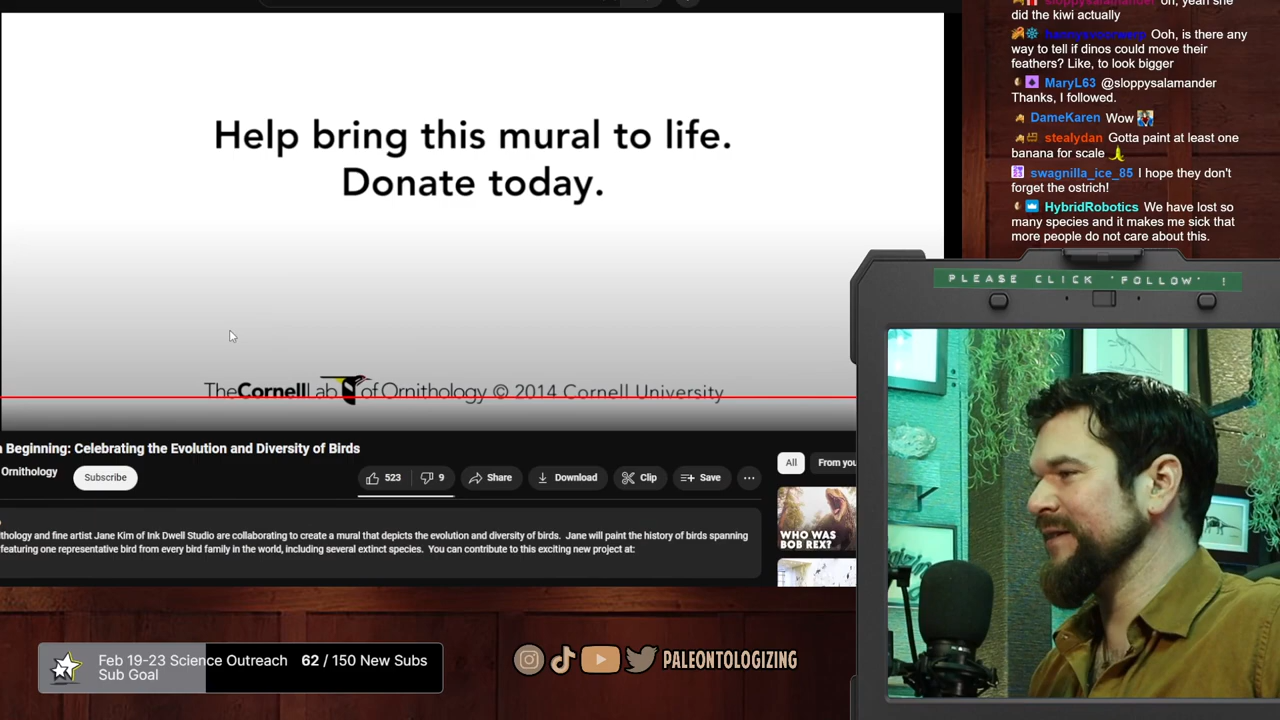 Help bring this mural to life.
Donate today.
TheCornellLab of Ornithology © 2014 Cornell University
Beginning: Celebrating the Evolution and Diversity of Birds
Ornithology
Subscribe
523
9
Share
Download
Clip
Save
thology and fine artist Jane Kim of Ink Dwell Studio are collaborating to create a mural that depicts the evolution and diversity of birds. Jane will paint the history of birds spanning
featuring one representative bird from every bird family in the world, including several extinct species. You can contribute to this exciting new project at:
All
From you
WHO WAS
BOB REX?
sloppysalamander oh, yeah she
did the kiwi actually
Ooh, is there any
way to tell if dinos could move their
feathers? Like, to look bigger
MaryL63 @sloppysalamander
Thanks, I followed.
DameKaren Wow
stealydan Gotta paint at least one
banana for scale
swagnilla_ice_85 I hope they don't
forget the ostrich!
HybridRobotics We have lost so
many species and it makes me sick that
more people do not care about this.
PLEASE CLICK 'FOLLOW' !
Feb 19-23 Science Outreach
Sub Goal
62 / 150 New Subs
PALEONTOLOGIZING